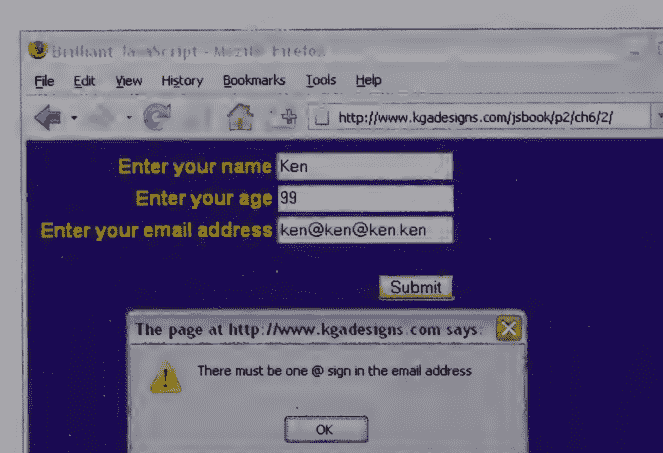 Brilliant JavaScript - Mozilla Firefox
File Edit View History Bookmarks Tools Help
http://www.kgadesigns.com/jsbook/p2/ch6/2/
Enter your name Ken
Enter your age 99
Enter your email address ken@ken@ken.ken
Submit
The page at http://www.kgadesigns.com says:
There must be one @ sign in the email address
OK